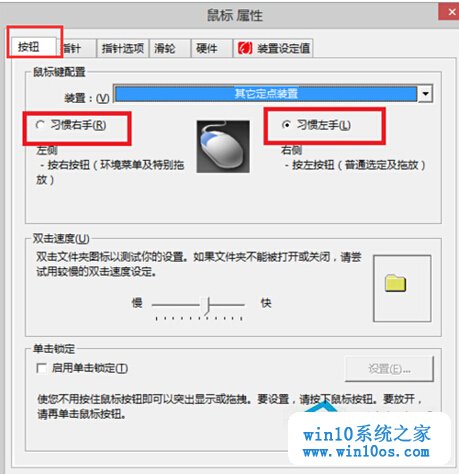 鼠标 属性
按钮 指针 指针选项 滑轮 硬件 装置设定值
鼠标键配置
装置：(V) 其它定点装置
习惯右手(R) 习惯左手(L)
左侧 右侧
- 按右按钮（环境菜单及特别拖 - 按左按钮（普通选定及拖放）
放）
双击速度(U)
双击文件夹图标以测试你的设置。如果文件夹不能被打开或关闭，请尝
试用较慢的双击速度设定。
慢 快
单击锁定
启用单击锁定(T) 设置(E)...
使您不用按住鼠标按钮即可以突出显示或拖拽。要设置，请按下鼠标按钮。要放开，
请再单击鼠标按钮。
win10系统之家
www.win10os.com